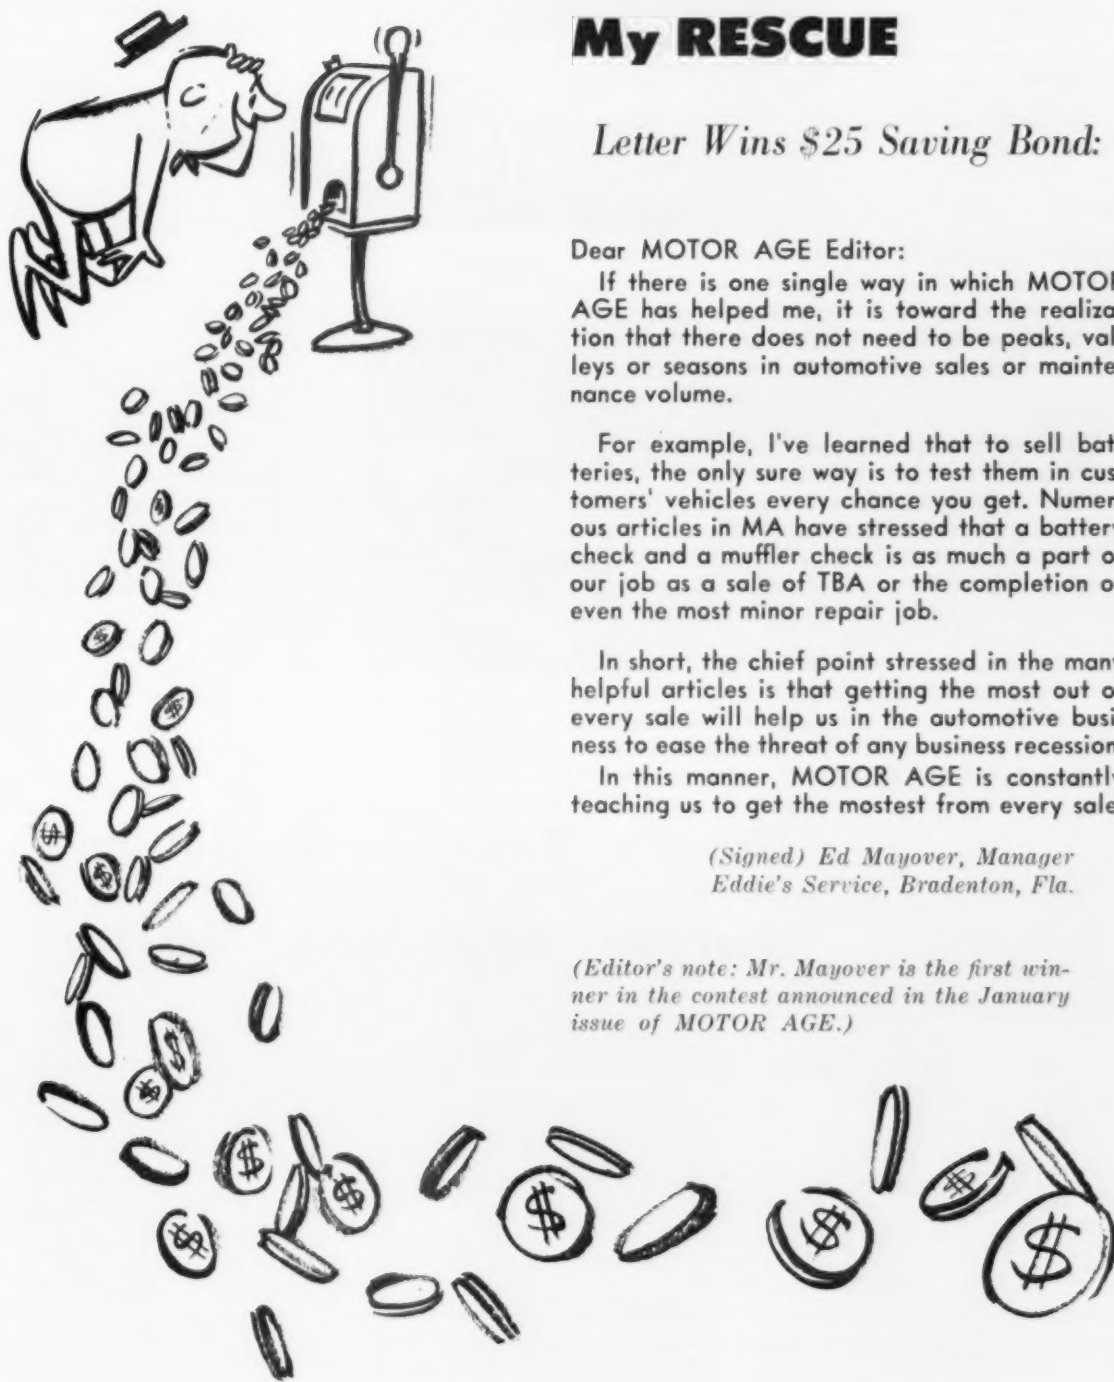 My RESCUE
Letter Wins $25 Saving Bond:
Dear MOTOR AGE Editor:
If there is one single way in which MOTOR
AGE has helped me, it is toward the realiza-
tion that there does not need to be peaks, val-
leys or seasons in automotive sales or mainte-
nance volume.
For example, I've learned that to sell bat-
teries, the only sure way is to test them in cus-
tomers' vehicles every chance you get. Numer-
ous articles in MA have stressed that a battery
check and a muffler check is as much a part o
our job as a sale of TBA or the completion o
even the most minor repair job.
In short, the chief point stressed in the many
helpful articles is that getting the most out o
every sale will help us in the automotive busi
ness to ease the threat of any business recession
In this manner, MOTOR AGE is constantly
teaching us to get the mostest from every sale
(Signed) Ed Mayover, Manager
Eddie's Service, Bradenton, Fla.
(Editor's note: Mr. Mayover is the first win-
ner in the contest announced in the January
issue of MOTOR AGE.)
$
$
$
$
$
$
$
$
$
$
$
$
$
$